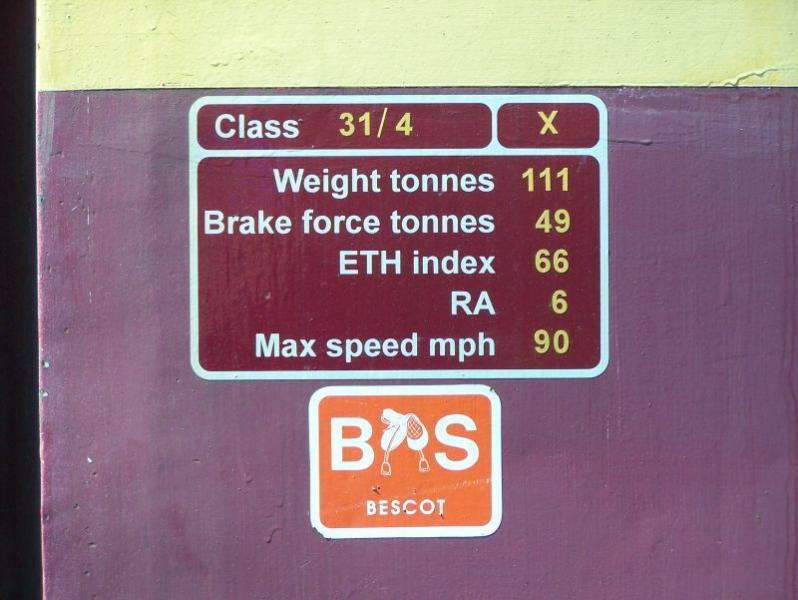 Class 31/4 X
Weight tonnes 111
Brake force tonnes 49
ETH index 66
RA 6
Max speed mph 90
B S
BESCOT